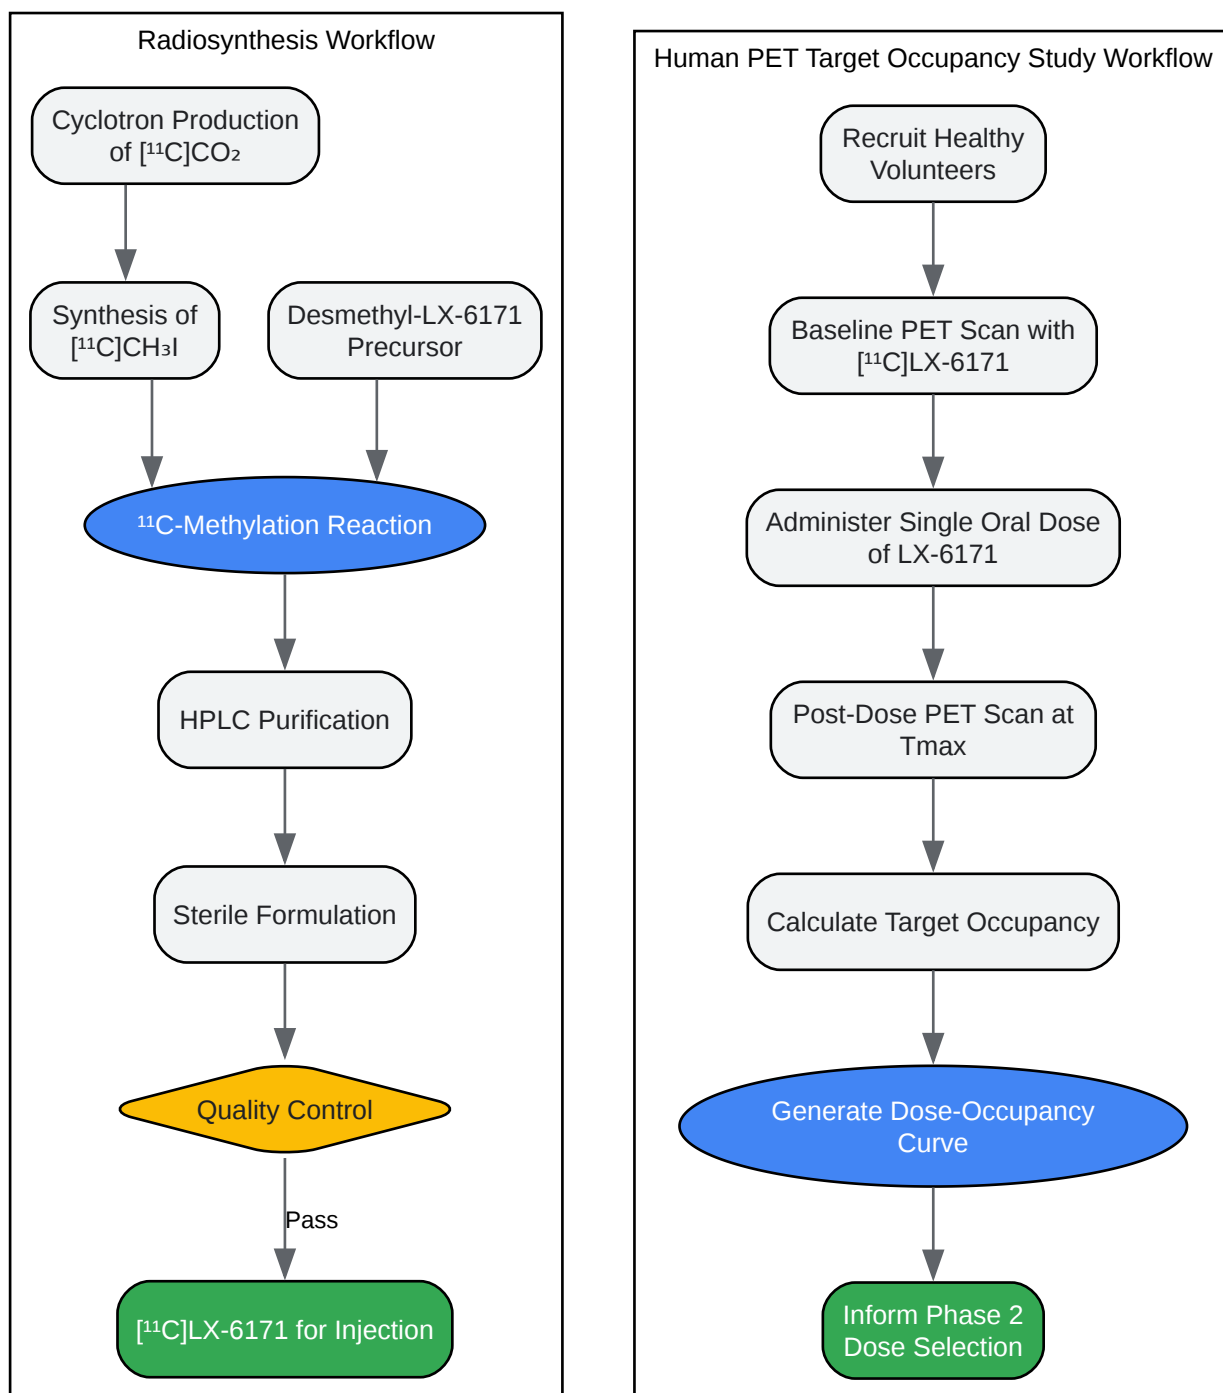 Radiosynthesis Workflow
Cyclotron Production
of [¹¹C]CO₂
Synthesis of
[¹¹C]CH₃I
Desmethyl-LX-6171
Precursor
¹¹C-Methylation Reaction
HPLC Purification
Sterile Formulation
Quality Control
Pass
[¹¹C]LX-6171 for Injection
Human PET Target Occupancy Study Workflow
Recruit Healthy
Volunteers
Baseline PET Scan with
[¹¹C]LX-6171
Administer Single Oral Dose
of LX-6171
Post-Dose PET Scan at
Tmax
Calculate Target Occupancy
Generate Dose-Occupancy
Curve
Inform Phase 2
Dose Selection